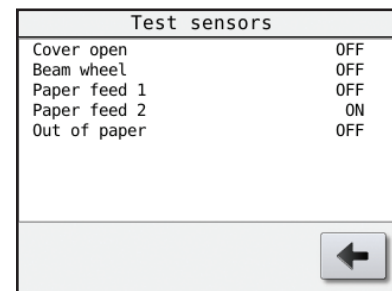 Test sensors
Cover open OFF
Beam wheel OFF
Paper feed 1 OFF
Paper feed 2 ON
Out of paper OFF